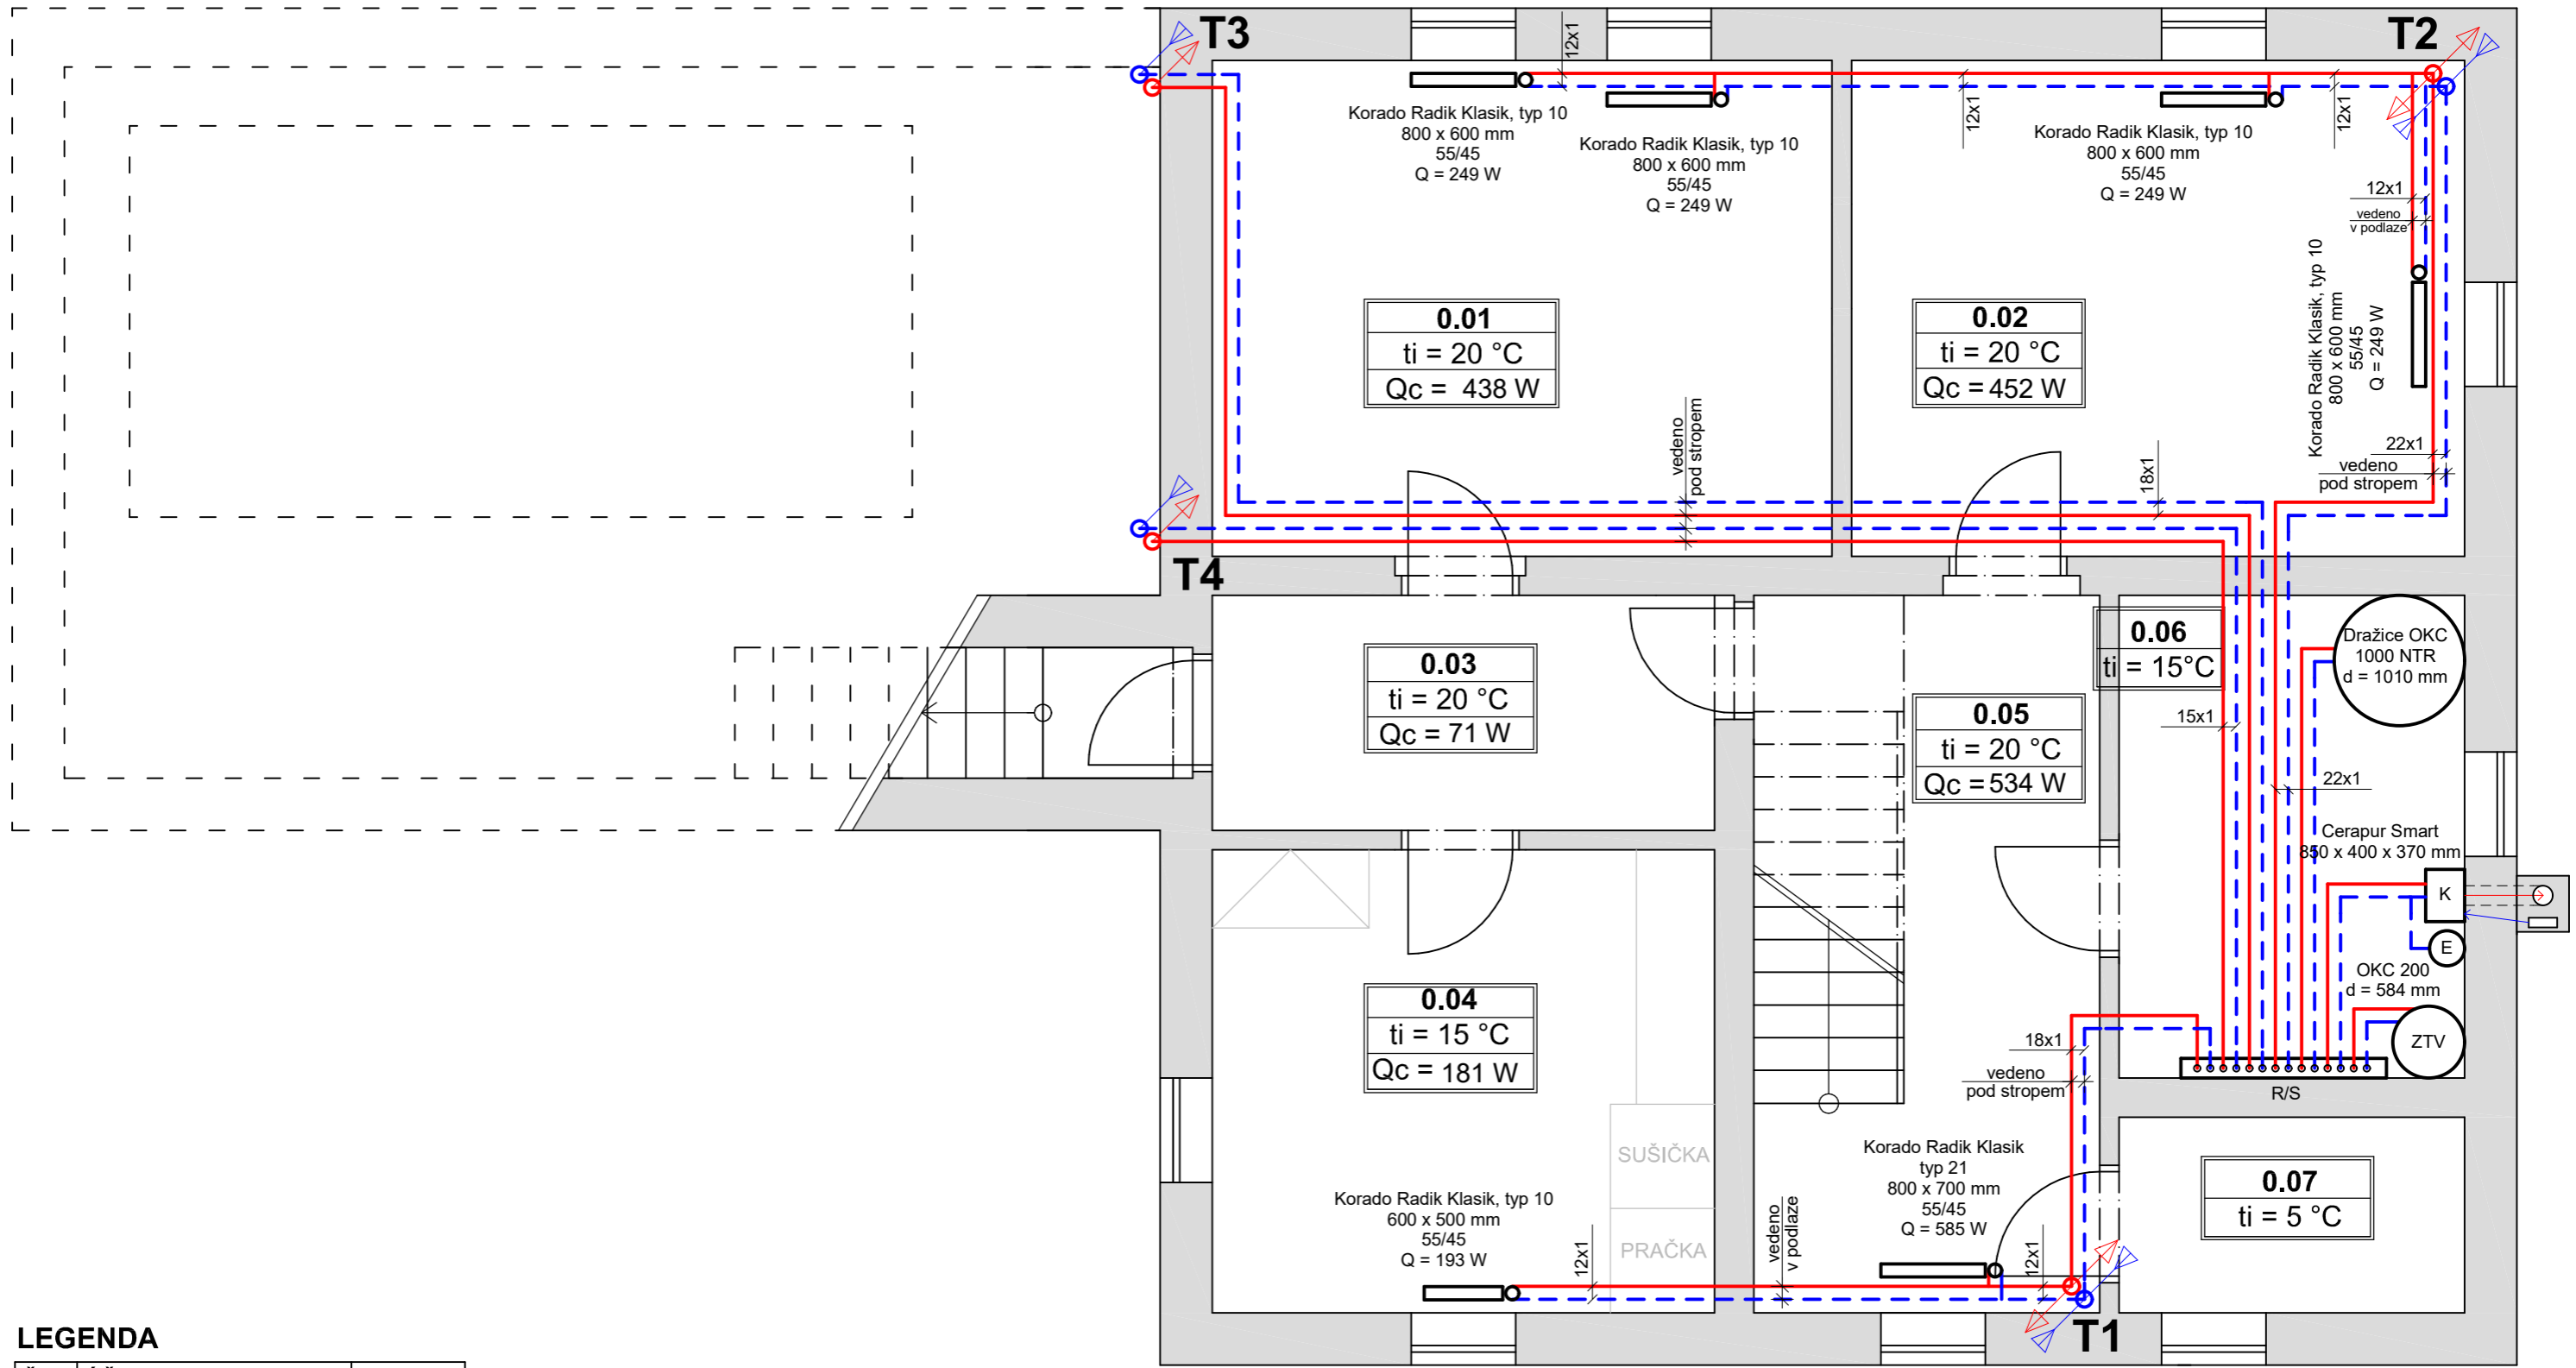 T3
T2
12x1
Korado Radik Klasik, typ 10
800 x 600 mm
55/45
Q = 249 W
Korado Radik Klasik, typ 10
800 x 600 mm
55/45
Q = 249 W
12x1
Korado Radik Klasik, typ 10
800 x 600 mm
55/45
Q = 249 W
12x1
12x1
vedeno
v podlaze
Korado Radik Klasik, typ 10
800 x 600 mm
55/45
Q = 249 W
0.01
ti = 20 °C
Qc = 438 W
0.02
ti = 20 °C
Qc = 452 W
vedeno
pod stropem
18x1
22x1
vedeno
pod stropem
T4
0.03
ti = 20 °C
Qc = 71 W
0.06
ti = 15°C
Dražice OKC
1000 NTR
d = 1010 mm
0.05
ti = 20 °C
Qc = 534 W
15x1
22x1
Cerapur Smart
850 x 400 x 370 mm
K
E
OKC 200
d = 584 mm
ZTV
R/S
0.04
ti = 15 °C
Qc = 181 W
18x1
vedeno
pod stropem
SUŠIČKA
PRAČKA
Korado Radik Klasik, typ 10
600 x 500 mm
55/45
Q = 193 W
12x1
vedeno
v podlaze
Korado Radik Klasik
typ 21
800 x 700 mm
55/45
Q = 585 W
12x1
0.07
ti = 5 °C
T1
LEGENDA